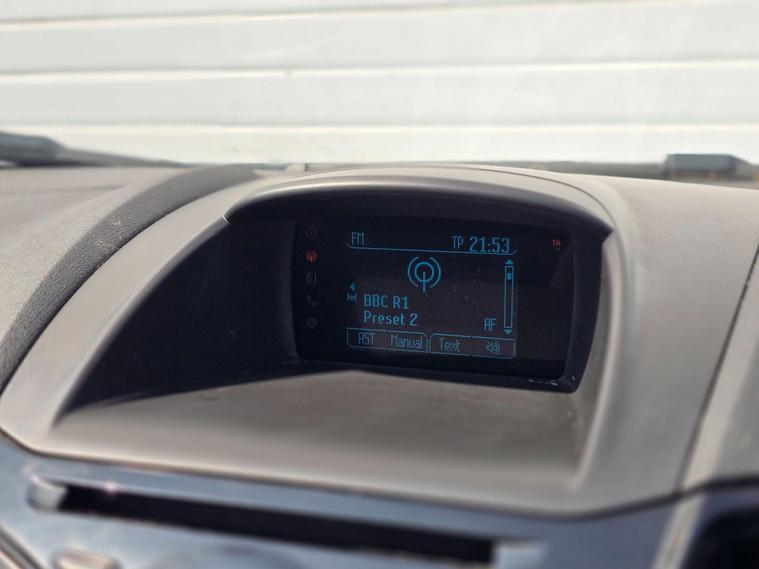 FM TP 21:53 TA
BBC R1
Preset 2 AF
AST Manual Text